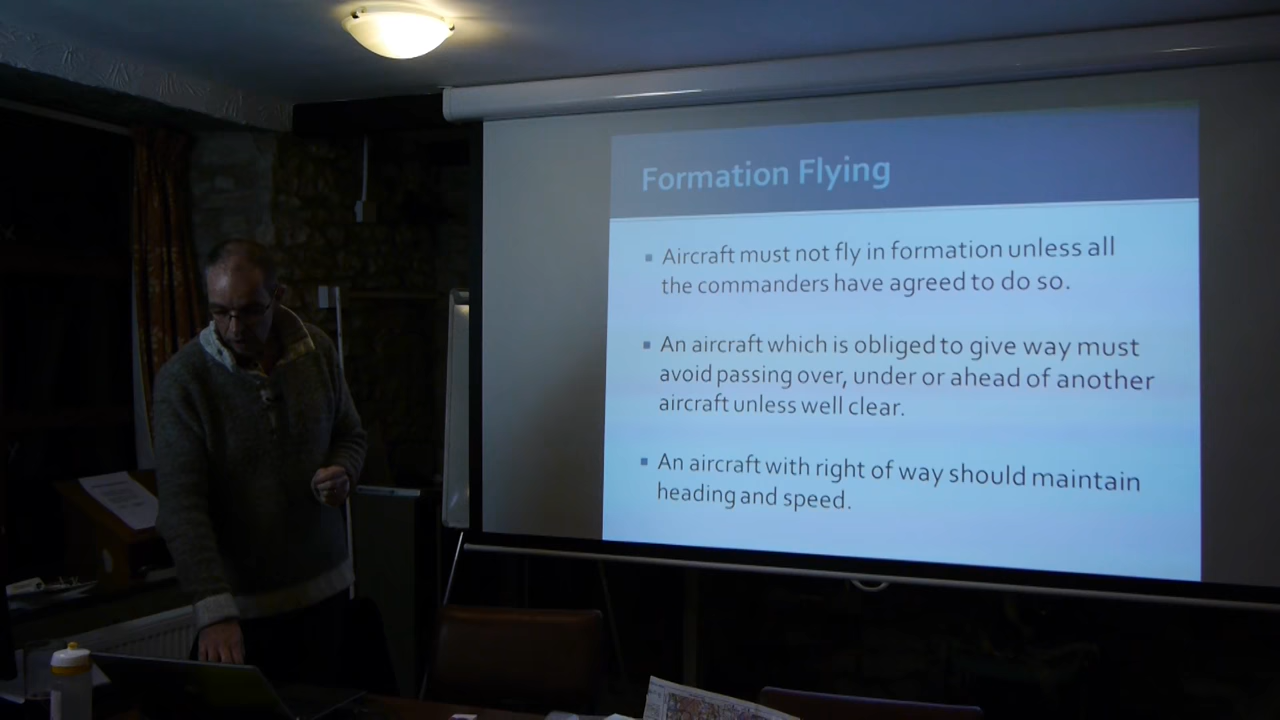 Formation Flying
▪ Aircraft must not fly in formation unless all
the commanders have agreed to do so.
▪ An aircraft which is obliged to give way must
avoid passing over, under or ahead of another
aircraft unless well clear.
▪ An aircraft with right of way should maintain
heading and speed.